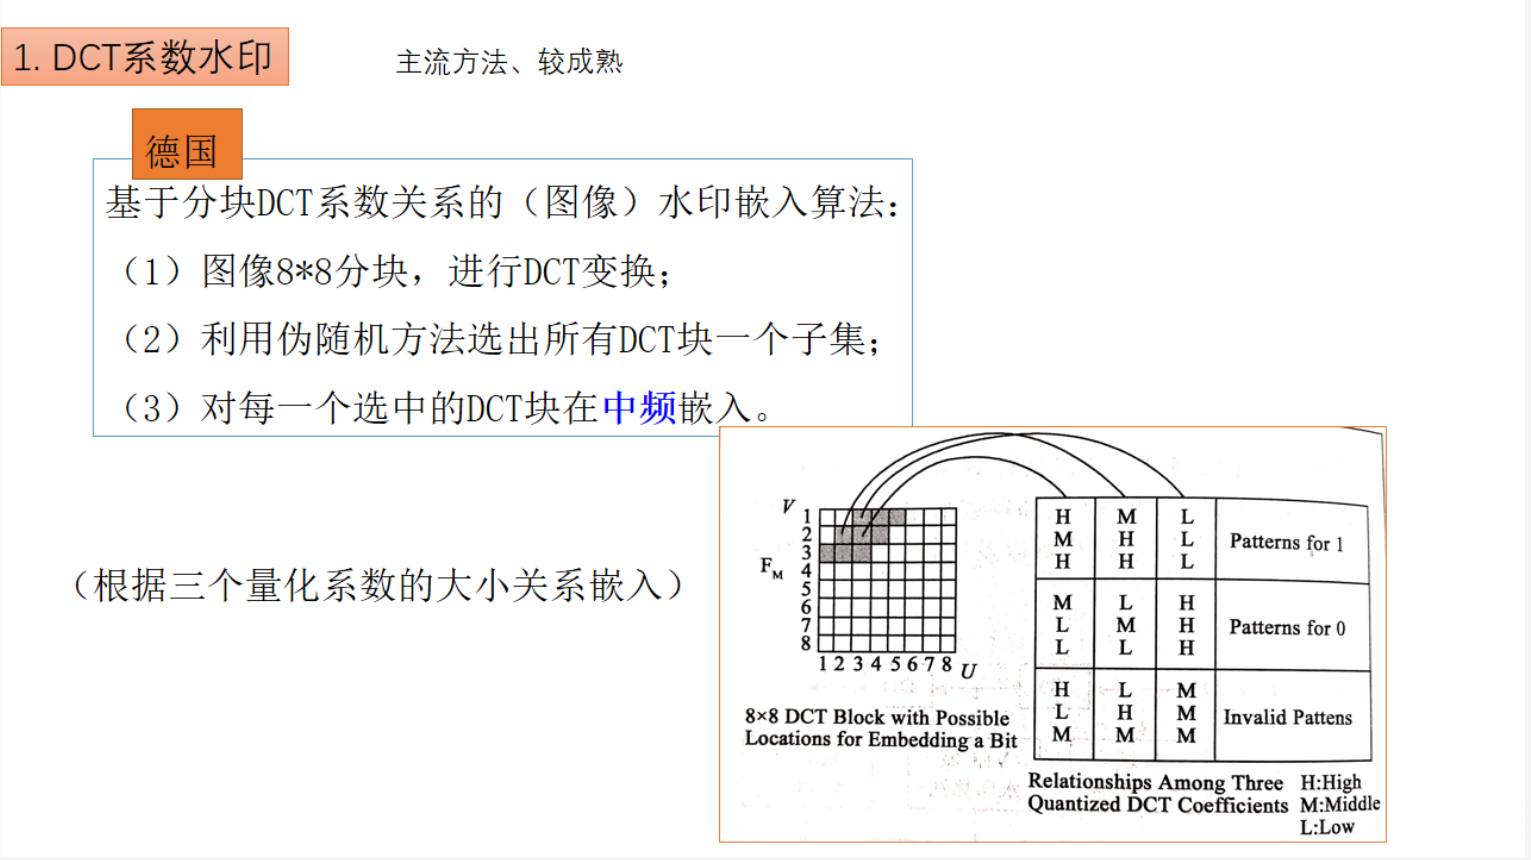 1. DCT系数水印
主流方法、较成熟
德国
基于分块DCT系数关系的（图像）水印嵌入算法：
（1）图像8*8分块，进行DCT变换；
（2）利用伪随机方法选出所有DCT块一个子集；
（3）对每一个选中的DCT块在中频嵌入。
（根据三个量化系数的大小关系嵌入）
V
1
2
3
4
5
6
7
8
FM
1 2 3 4 5 6 7 8 U
8×8 DCT Block with Possible
Locations for Embedding a Bit
H M L
M H L
H H L
Patterns for 1
M L H
L M H
L L H
Patterns for 0
H L M
L H M
M M M
Invalid Pattens
Relationships Among Three
Quantized DCT Coefficients
H:High
M:Middle
L:Low